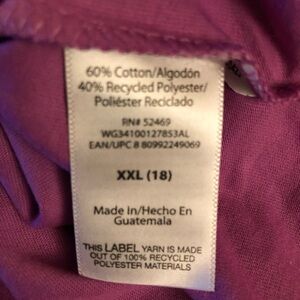 60% Cotton/Algodón
40% Recycled Polyester/
Poliéster Reciclado
RN# 52469
WG34100127853AL
EAN/UPC 8 80992249069
XXL (18)
Made in/Hecho En
Guatemala
THIS LABEL YARN IS MADE
OUT OF 100% RECYCLED
POLYESTER MATERIALS